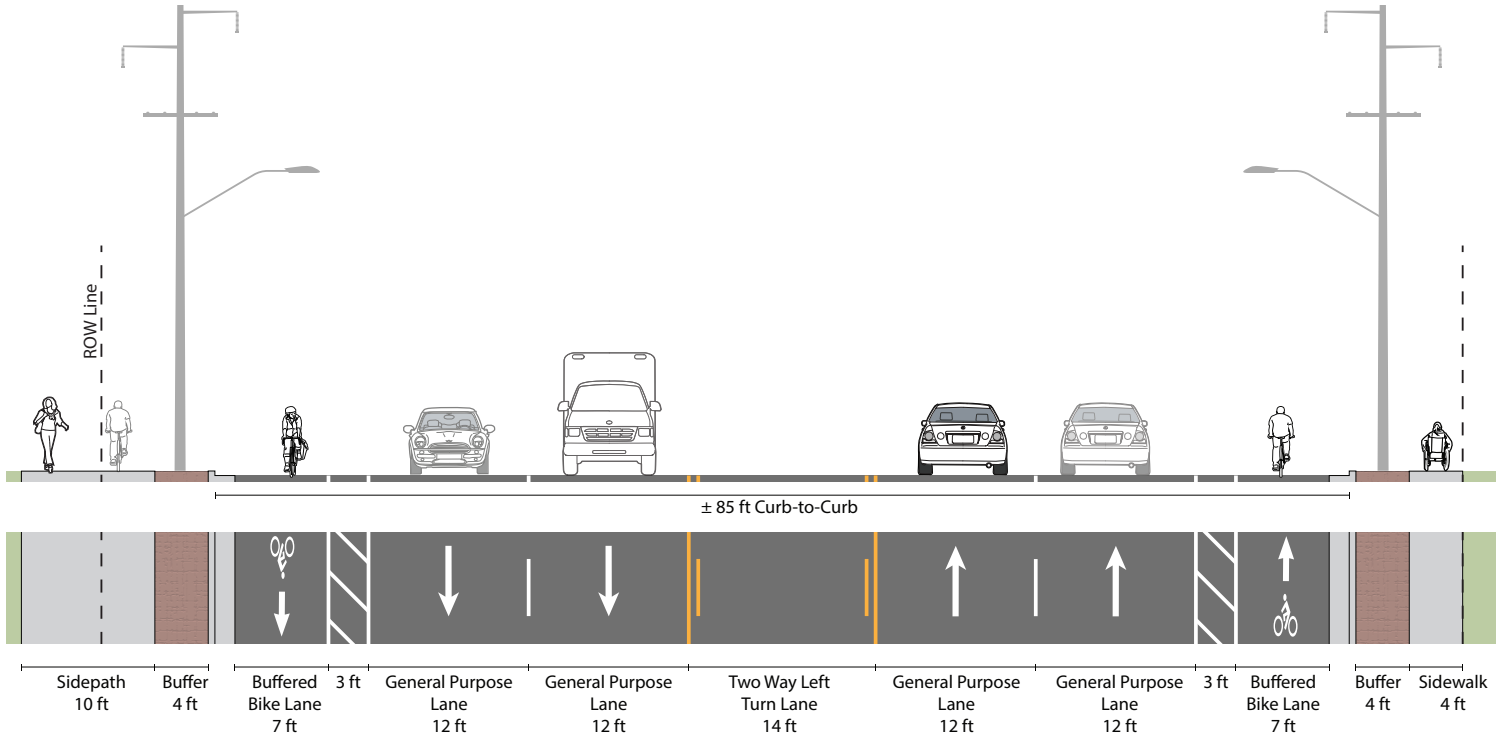 ROW Line
± 85 ft Curb-to-Curb
Sidepath
10 ft
Buffer
4 ft
Buffered
Bike Lane
7 ft
3 ft
General Purpose
Lane
12 ft
General Purpose
Lane
12 ft
Two Way Left
Turn Lane
14 ft
General Purpose
Lane
12 ft
General Purpose
Lane
12 ft
3 ft
Buffered
Bike Lane
7 ft
Buffer
4 ft
Sidewalk
4 ft